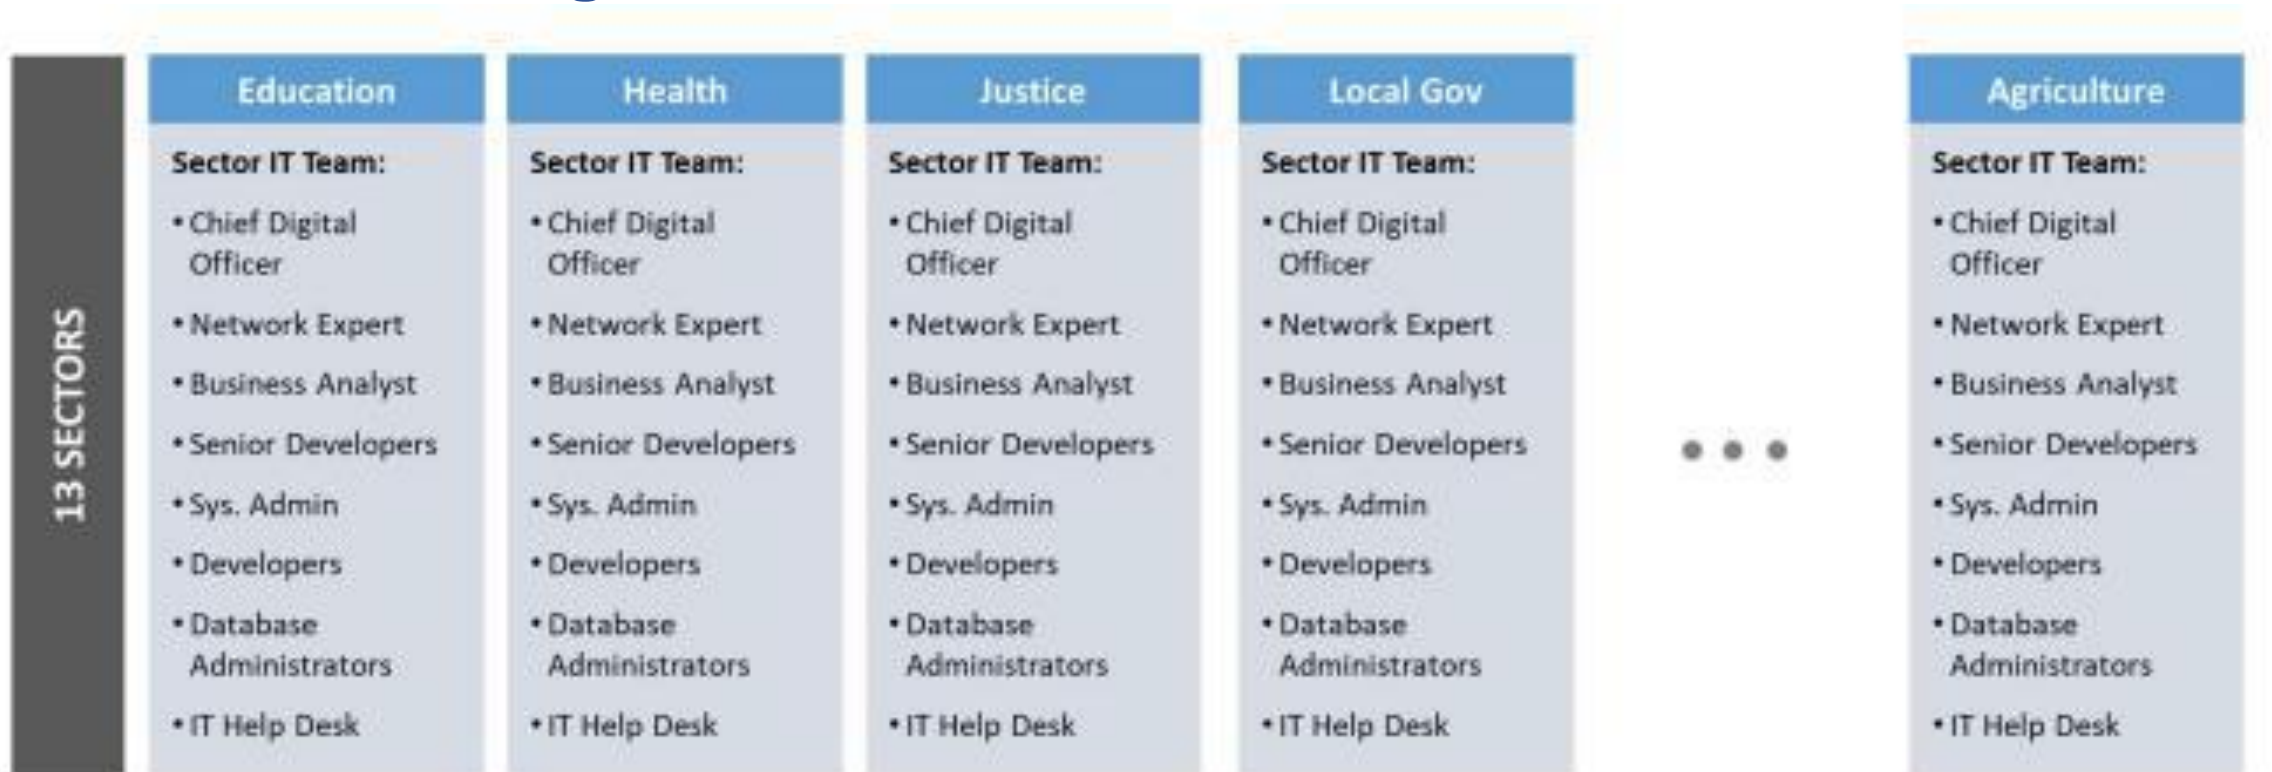 13 SECTORS
Education
Sector IT Team:
• Chief Digital
Officer
• Network Expert
• Business Analyst
• Senior Developers
• Sys. Admin
• Developers
• Database
Administrators
• IT Help Desk
Health
Sector IT Team:
• Chief Digital
Officer
• Network Expert
• Business Analyst
• Senior Developers
• Sys. Admin
• Developers
• Database
Administrators
• IT Help Desk
Justice
Sector IT Team:
• Chief Digital
Officer
• Network Expert
• Business Analyst
• Senior Developers
• Sys. Admin
• Developers
• Database
Administrators
• IT Help Desk
Local Gov
Sector IT Team:
• Chief Digital
Officer
• Network Expert
• Business Analyst
• Senior Developers
• Sys. Admin
• Developers
• Database
Administrators
• IT Help Desk
• • •
Agriculture
Sector IT Team:
• Chief Digital
Officer
• Network Expert
• Business Analyst
• Senior Developers
• Sys. Admin
• Developers
• Database
Administrators
• IT Help Desk